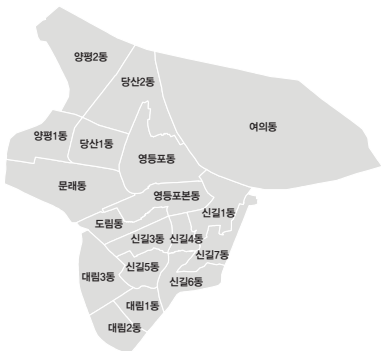 양평2동
당산2동
여의동
양평1동
당산1동
영등포동
문래동
영등포본동
신길1동
도림동
신길3동
신길4동
신길7동
신길5동
대림3동
신길6동
대림1동
대림2동